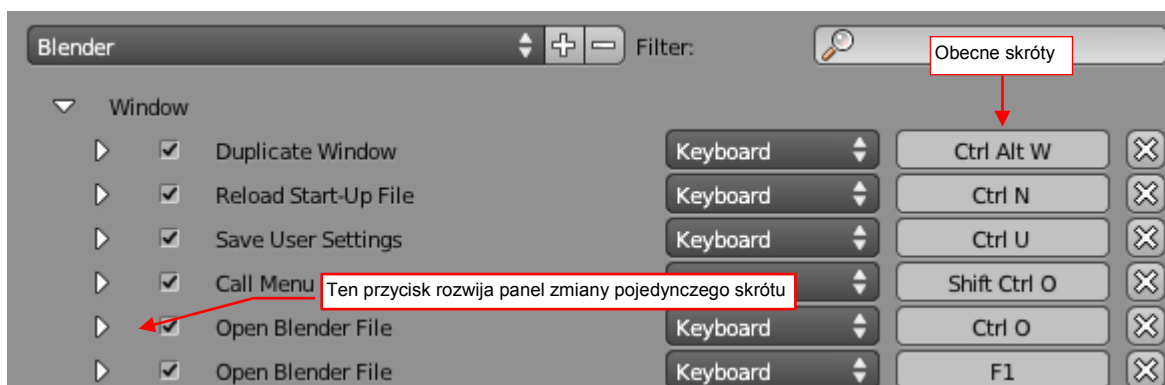 Blender Filter:
Obecne skróty
Window
Duplicate Window Keyboard Ctrl Alt W
Reload Start-Up File Keyboard Ctrl N
Save User Settings Keyboard Ctrl U
Call Menu Shift Ctrl O
Ten przycisk rozwija panel zmiany pojedynczego skrótu
Open Blender File Keyboard Ctrl O
Open Blender File Keyboard F1